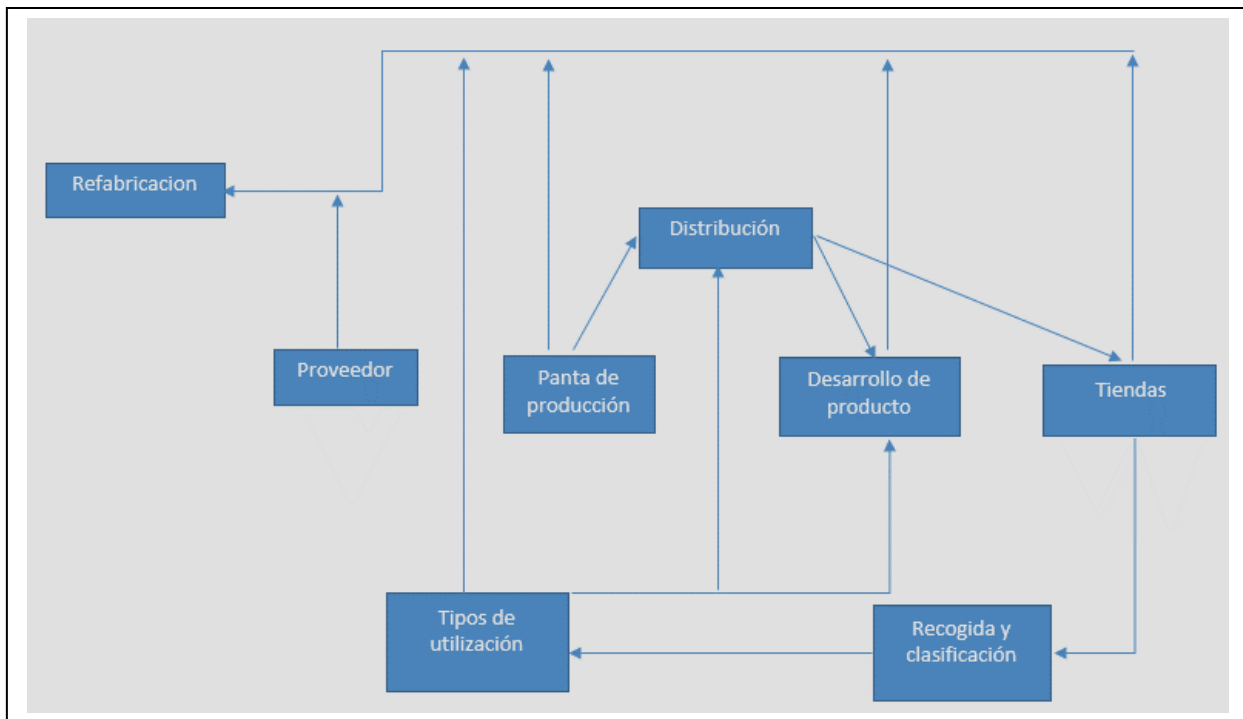 Refabricacion
Distribución
Proveedor
Panta de
producción
Desarrollo de
producto
Tiendas
Tipos de
utilización
Recogida y
clasificación